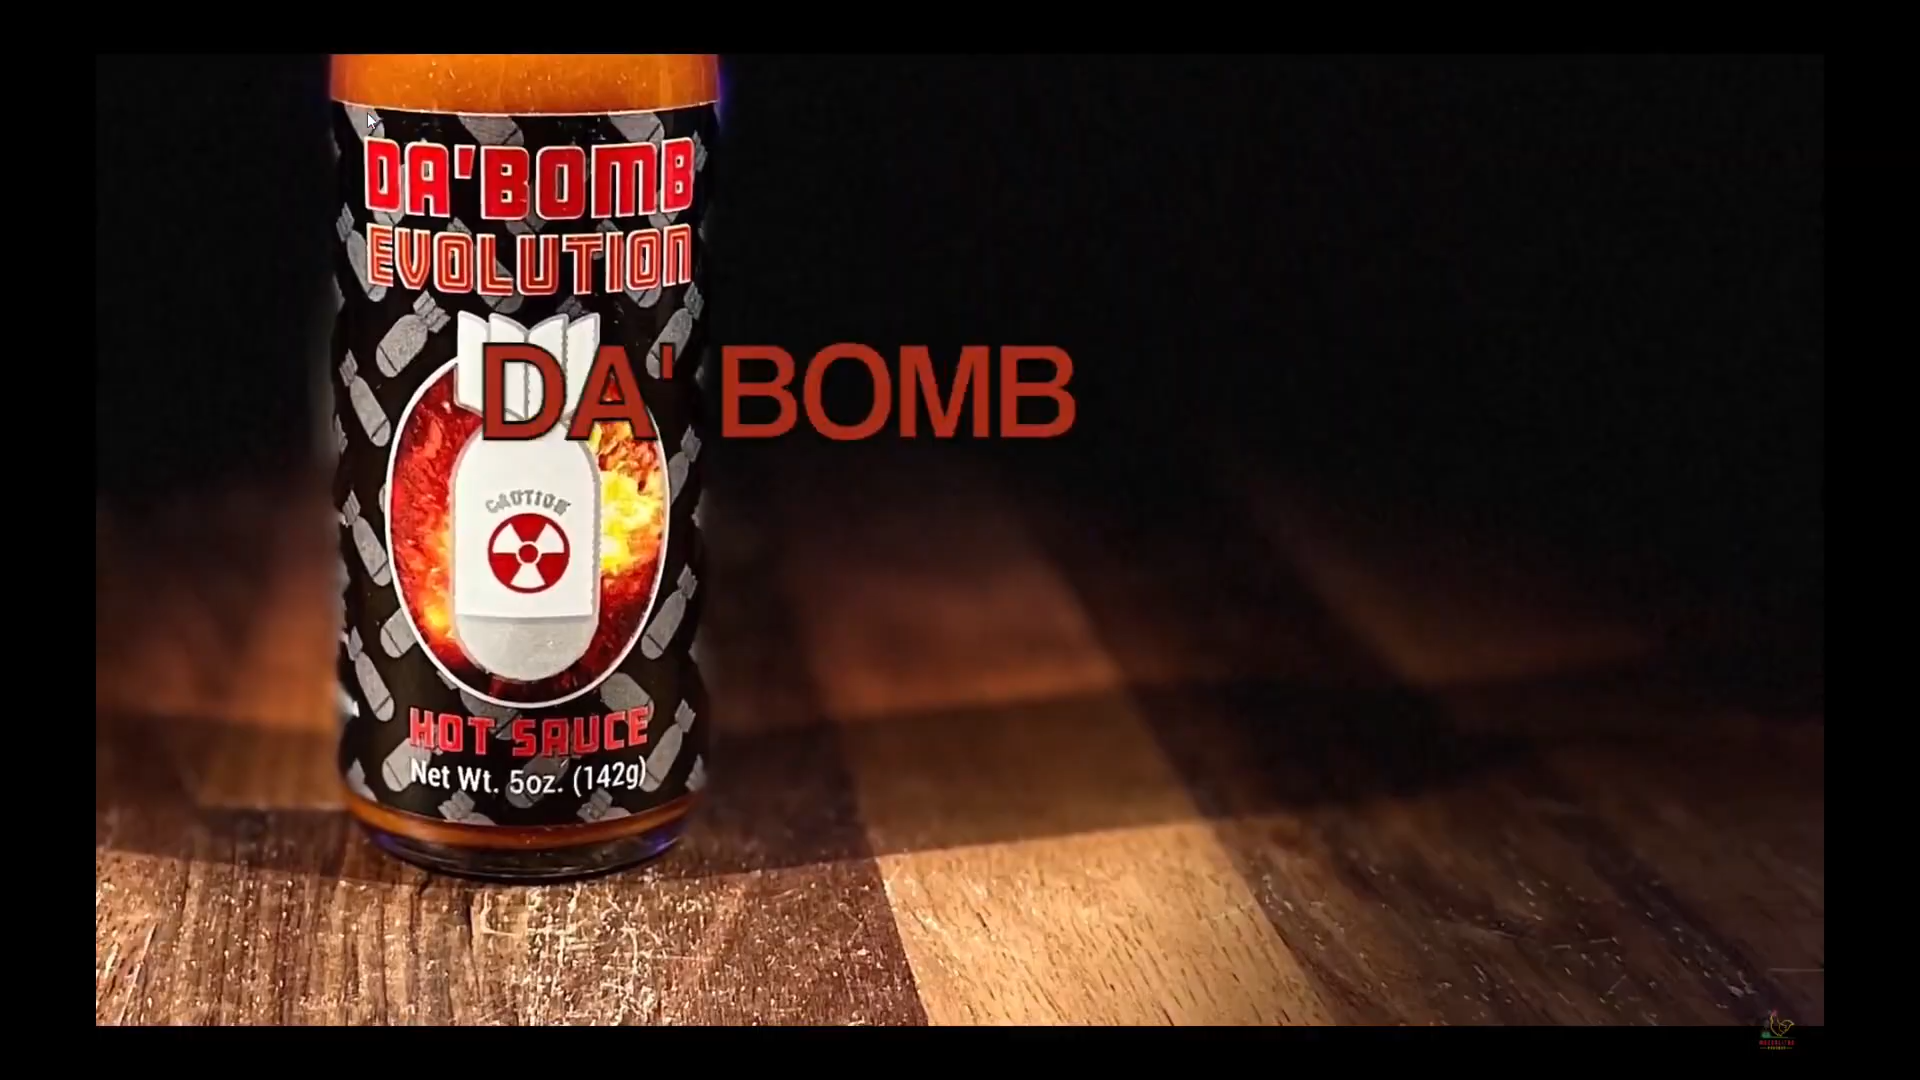 DA'BOMB
EVOLUTION
DA' BOMB
CAUTION
HOT SAUCE
Net Wt. 5oz. (142g)